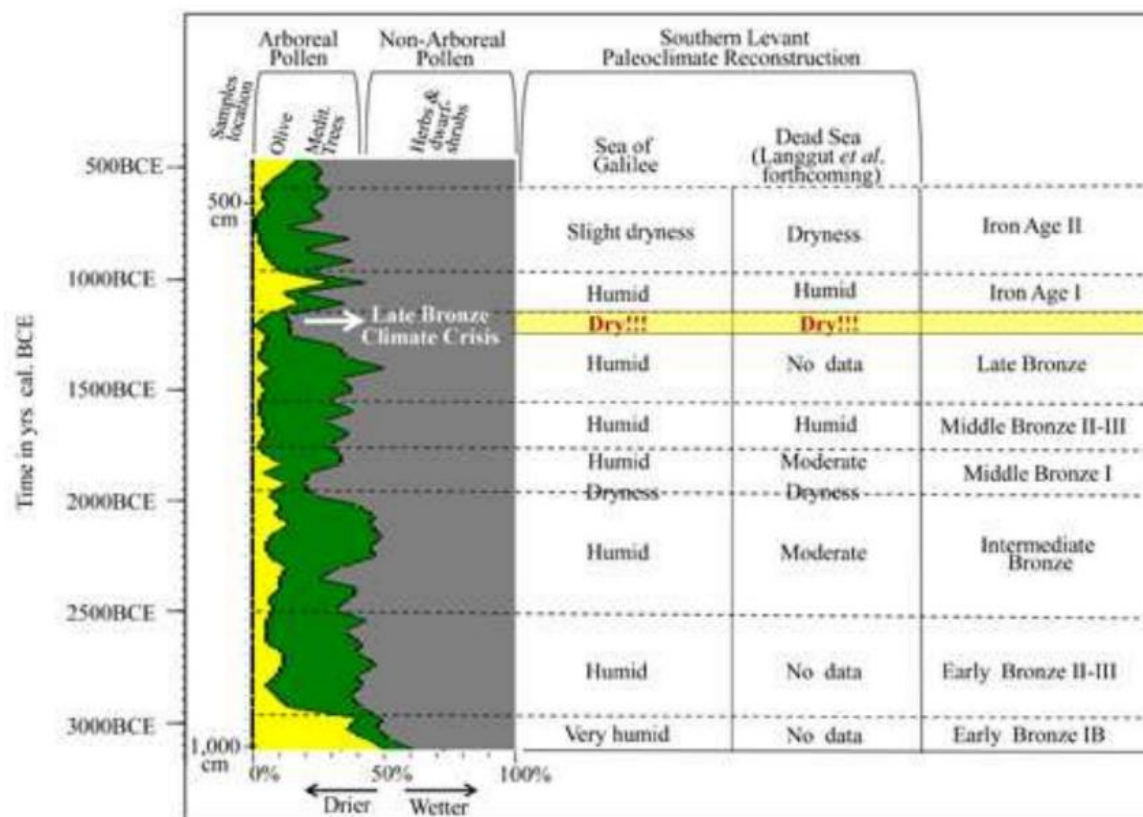 Arboreal
Pollen
Non-Arboreal
Pollen
Southern Levant
Paleoclimate Reconstruction
Samples
location
Olive
Medit.
Trees
Herbs &
dwarf-
shrubs
Sea of
Galilee
Dead Sea
(Langgut et al.
forthcoming)
Time in yrs cal. BCE
500BCE
500
cm
Slight dryness
Dryness
Iron Age II
1000BCE
Humid
Humid
Iron Age I
Late Bronze
Climate Crisis
Dry!!!
Dry!!!
Humid
No data
Late Bronze
1500BCE
Humid
Humid
Middle Bronze II-III
Humid
Moderate
Middle Bronze I
2000BCE
Dryness
Dryness
Humid
Moderate
Intermediate
Bronze
2500BCE
Humid
No data
Early Bronze II-III
3000BCE
Very humid
No data
Early Bronze IB
1,000
cm
0%
50%
100%
Drier
Wetter